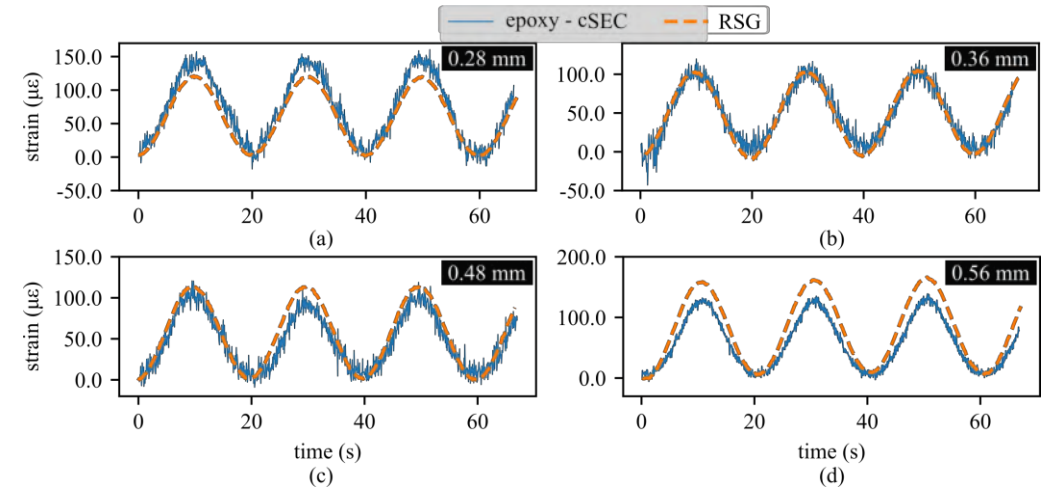 epoxy - cSEC RSG
150.0
100.0
50.0
0.0
-50.0
strain (με)
0.28 mm
0 20 40 60
(a)
100.0
50.0
0.0
-50.0
0.36 mm
0 20 40 60
(b)
150.0
100.0
50.0
0.0
strain (με)
0.48 mm
0 20 40 60
time (s)
(c)
200.0
100.0
0.0
0.56 mm
0 20 40 60
time (s)
(d)